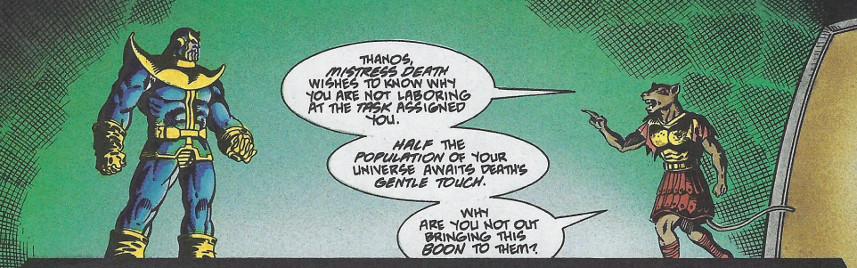 THANOS,
MISTRESS DEATH
WISHES TO KNOW WHY
YOU ARE NOT LABORING
AT THE TASK ASSIGNED
YOU.
HALF THE
POPULATION OF YOUR
UNIVERSE AWAITS DEATH'S
GENTLE TOUCH.
WHY
ARE YOU NOT OUT
BRINGING THIS
BOON TO THEM?